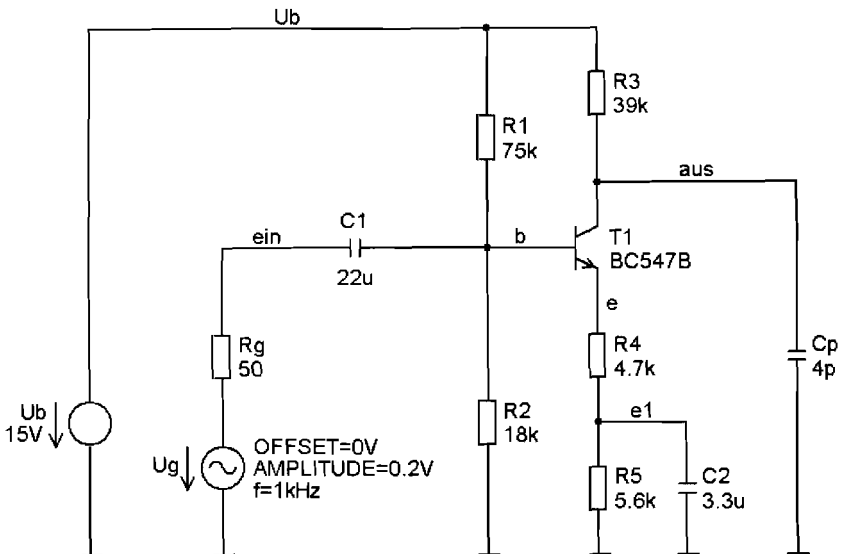 Ub
R3
39k
R1
75k
aus
C1
ein
b
T1
BC547B
22u
e
Rg
50
R4
4.7k
Cp
4p
Ub
15V
R2
18k
e1
Ug
OFFSET=0V
AMPLITUDE=0.2V
f=1kHz
R5
5.6k
C2
3.3u